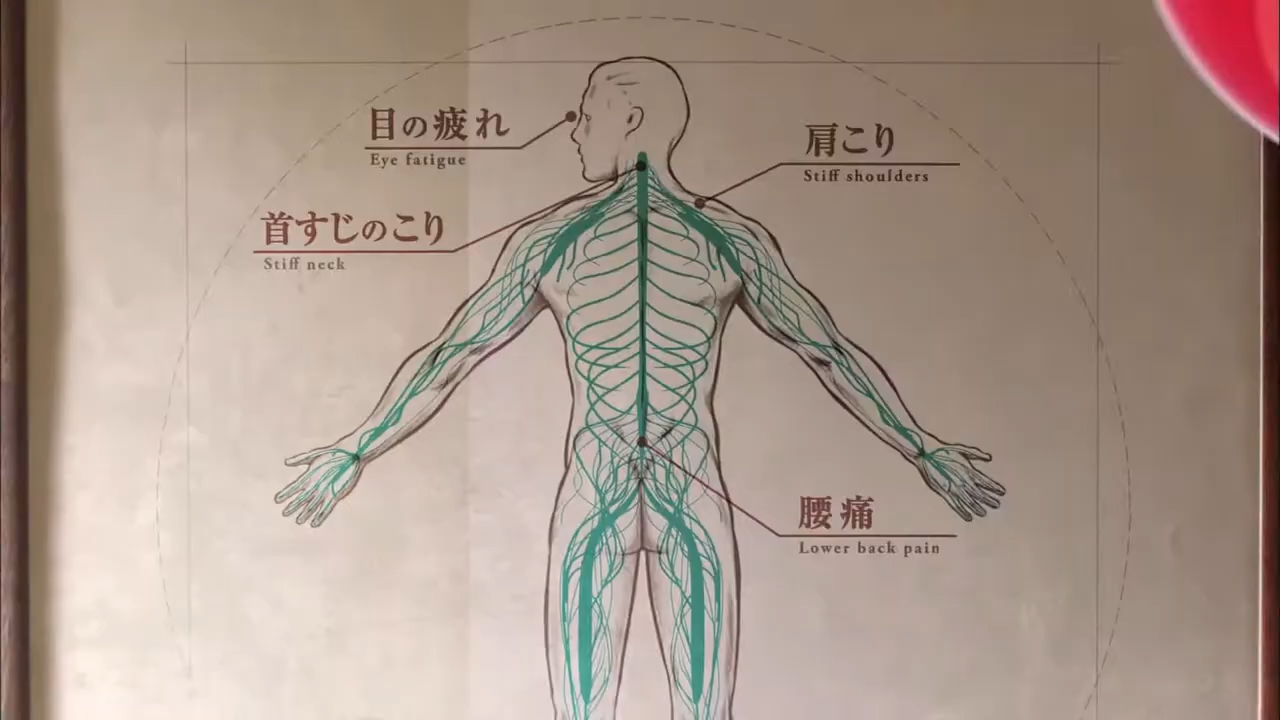 目の疲れ
Eye fatigue
肩こり
Stiff shoulders
首すじのこり
Stiff neck
腰痛
Lower back pain